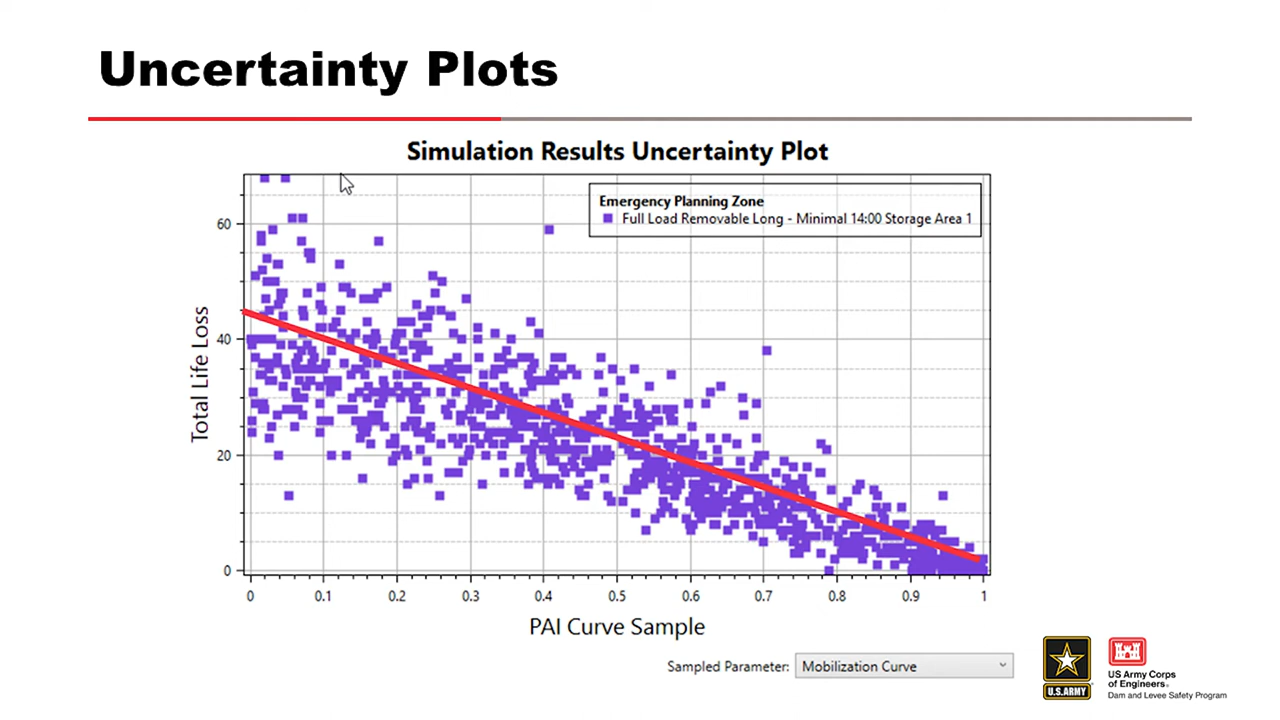 Uncertainty Plots
Simulation Results Uncertainty Plot
Emergency Planning Zone
Full Load Removable Long - Minimal 14:00 Storage Area 1
Total Life Loss
60
40
20
0
0 0.1 0.2 0.3 0.4 0.5 0.6 0.7 0.8 0.9 1
PAI Curve Sample
Sampled Parameter: Mobilization Curve
U.S.ARMY
US Army Corps
of Engineers®
Dam and Levee Safety Program